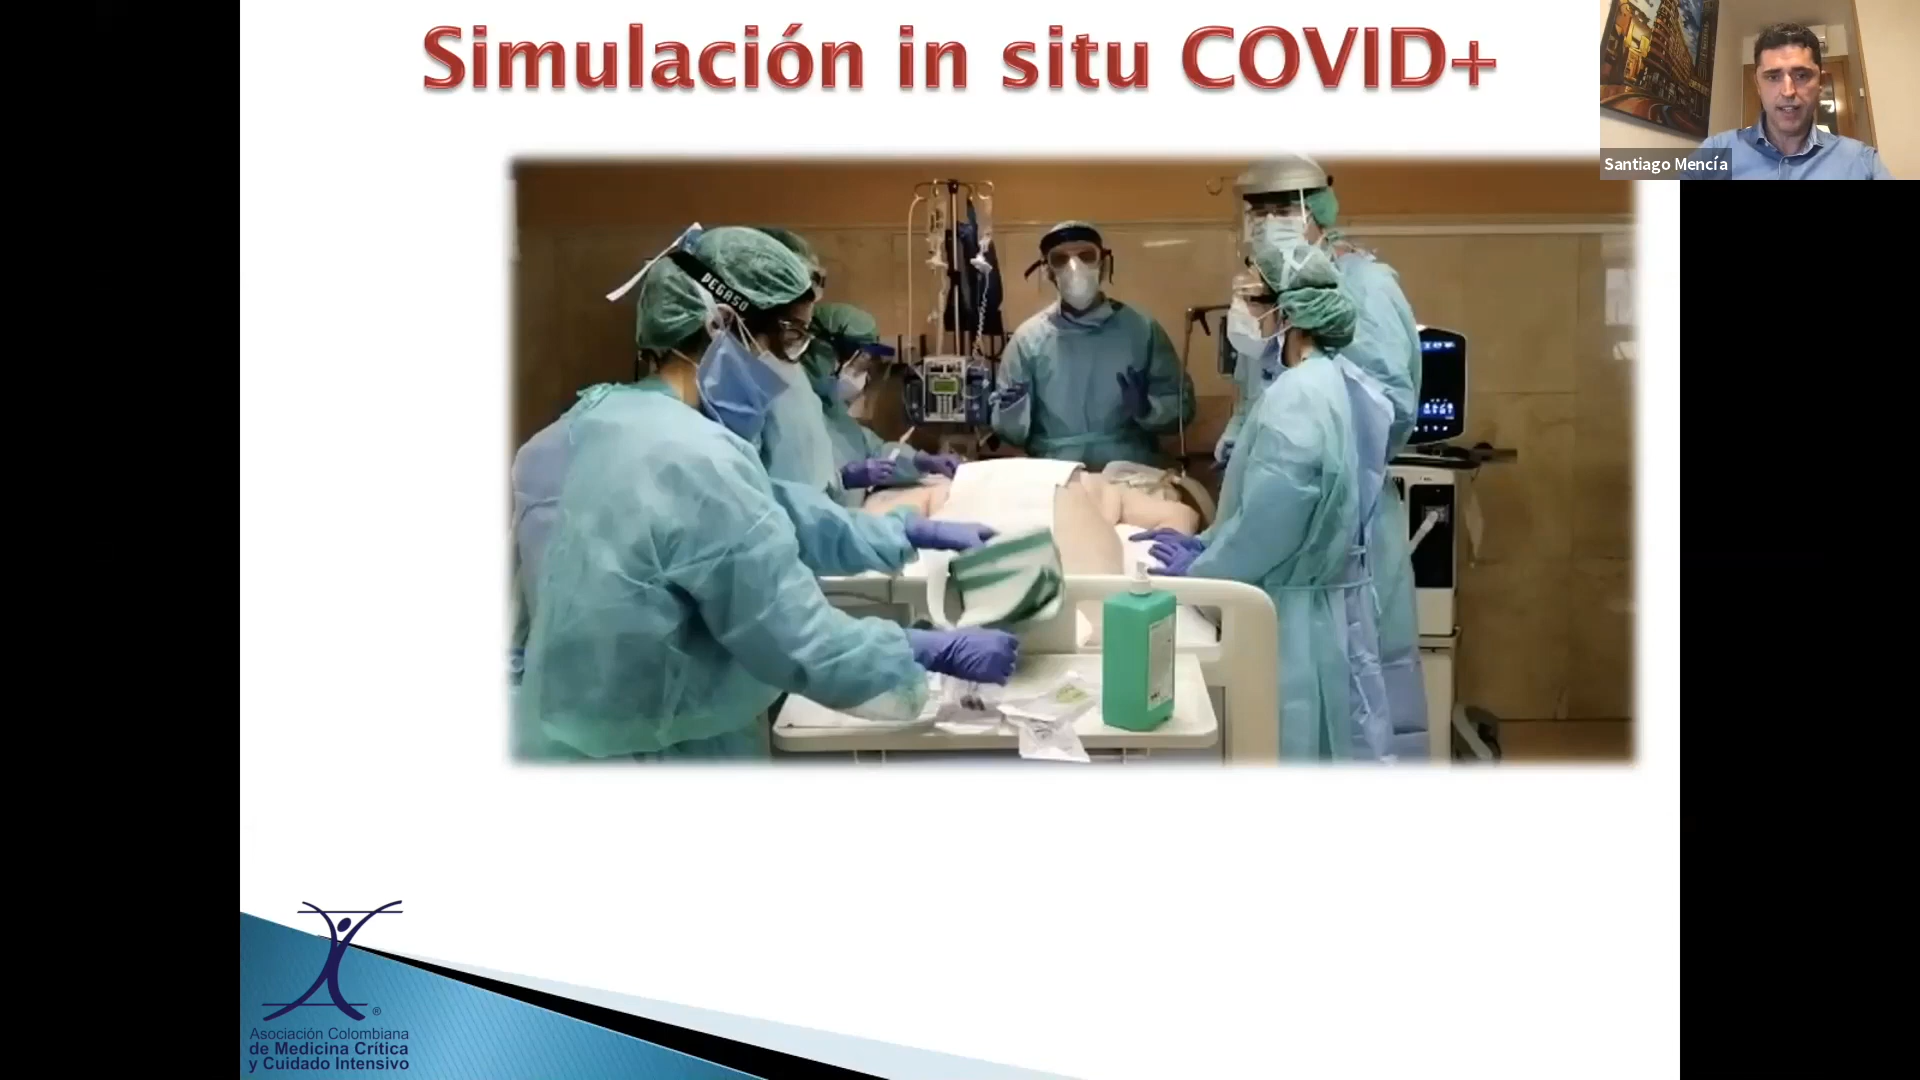 Simulación in situ COVID+
Santiago Mencía
PEGASO
Asociación Colombiana
de Medicina Crítica
y Cuidado Intensivo